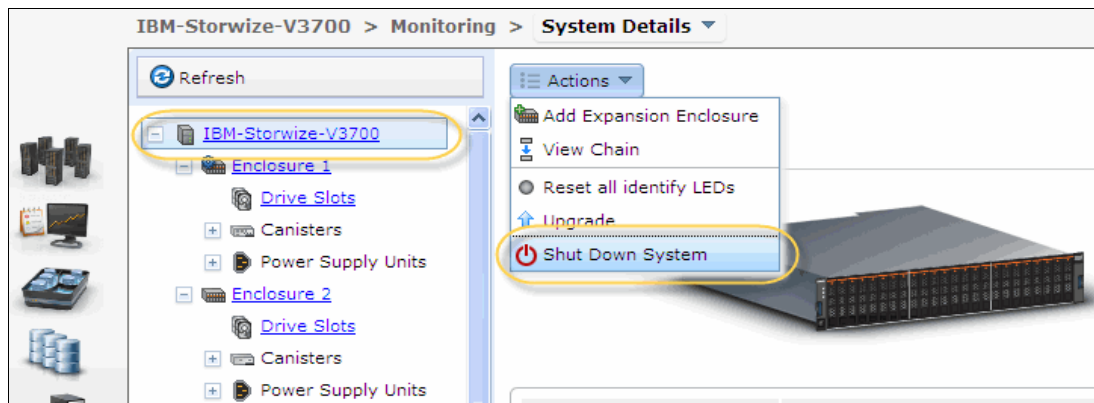 IBM-Storwize-V3700 > Monitoring > System Details
Refresh
IBM-Storwize-V3700
Enclosure 1
Drive Slots
Canisters
Power Supply Units
Enclosure 2
Drive Slots
Canisters
Power Supply Units
Actions
Add Expansion Enclosure
View Chain
Reset all identify LEDs
Upgrade
Shut Down System